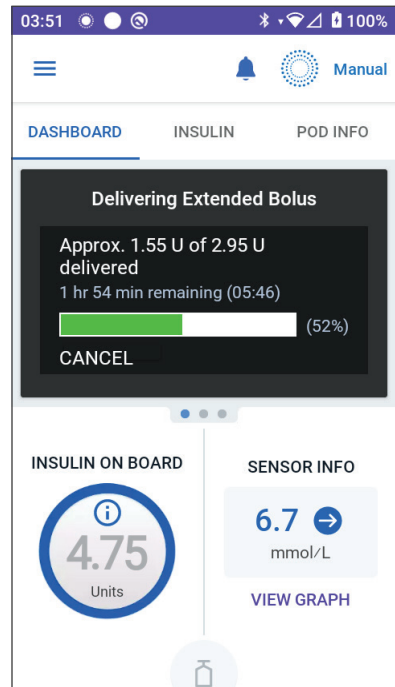 03:51 100%
Manual
DASHBOARD INSULIN POD INFO
Delivering Extended Bolus
Approx. 1.55 U of 2.95 U
delivered
1 hr 54 min remaining (05:46)
(52%)
CANCEL
INSULIN ON BOARD
4.75
Units
SENSOR INFO
6.7
mmol/L
VIEW GRAPH